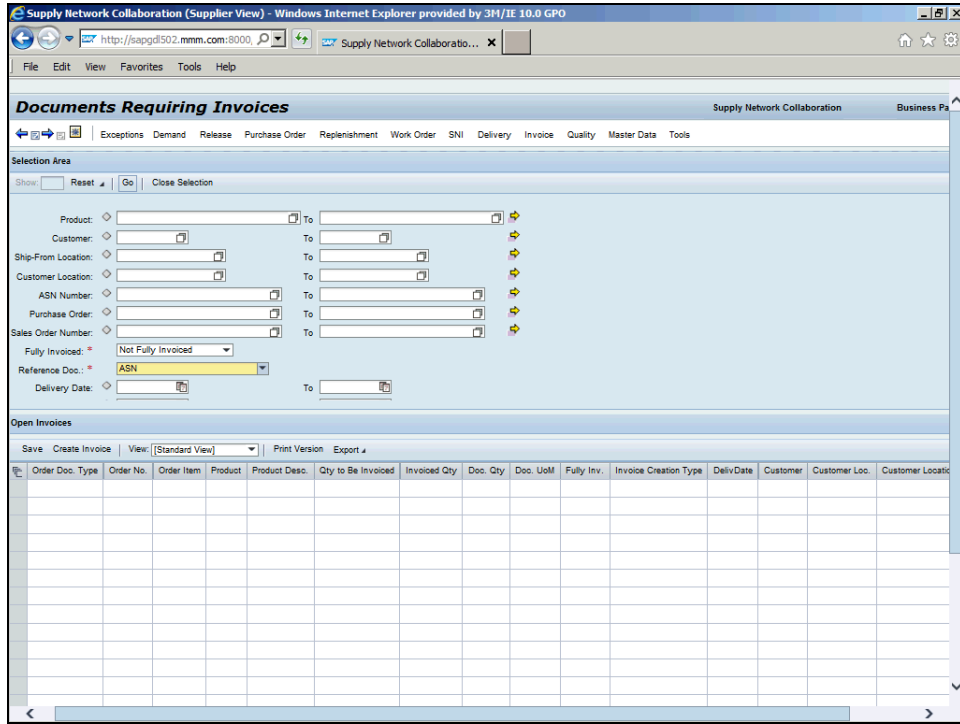 Supply Network Collaboration (Supplier View) - Windows Internet Explorer provided by 3M/IE 10.0 GPO
http://sapgdl502.mmm.com:8000, Supply Network Collaboratio...
File Edit View Favorites Tools Help
Documents Requiring Invoices Supply Network Collaboration Business Pa
Exceptions Demand Release Purchase Order Replenishment Work Order SNI Delivery Invoice Quality Master Data Tools
Selection Area
Show: Reset Go Close Selection
Product: To
Customer: To
Ship-From Location: To
Customer Location: To
ASN Number: To
Purchase Order: To
Sales Order Number: To
Fully Invoiced: * Not Fully Invoiced
Reference Doc.: * ASN
Delivery Date: To
Open Invoices
Save Create Invoice View: [Standard View] Print Version Export
Order Doc. Type Order No. Order Item Product Product Desc. Qty to Be Invoiced Invoiced Qty Doc. Qty Doc. UoM Fully Inv. Invoice Creation Type DelivDate Customer Customer Loc. Customer Locatio